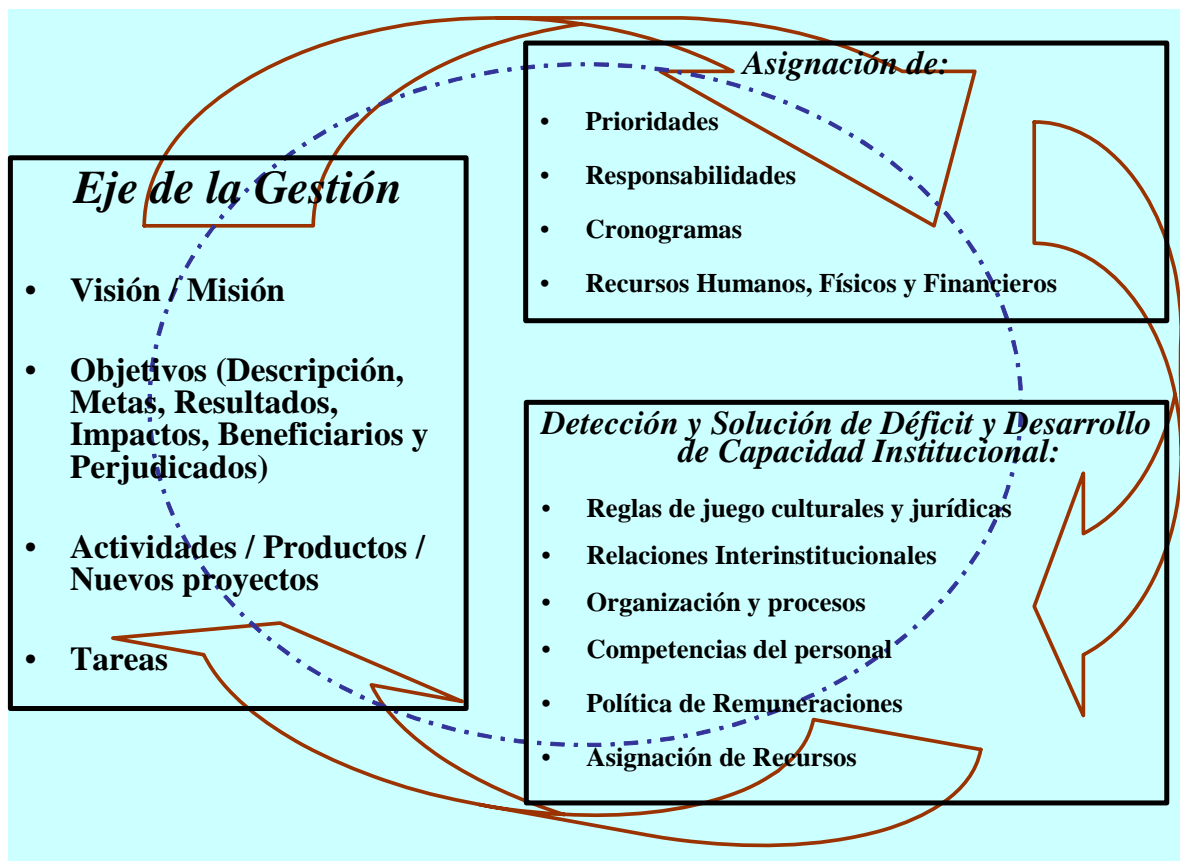 Eje de la Gestión
• Visión / Misión
• Objetivos (Descripción,
Metas, Resultados,
Impactos, Beneficiarios y
Perjudicados)
• Actividades / Productos /
Nuevos proyectos
• Tareas
Asignación de:
• Prioridades
• Responsabilidades
• Cronogramas
• Recursos Humanos, Físicos y Financieros
Detección y Solución de Déficit y Desarrollo
de Capacidad Institucional:
• Reglas de juego culturales y jurídicas
• Relaciones Interinstitucionales
• Organización y procesos
• Competencias del personal
• Política de Remuneraciones
• Asignación de Recursos